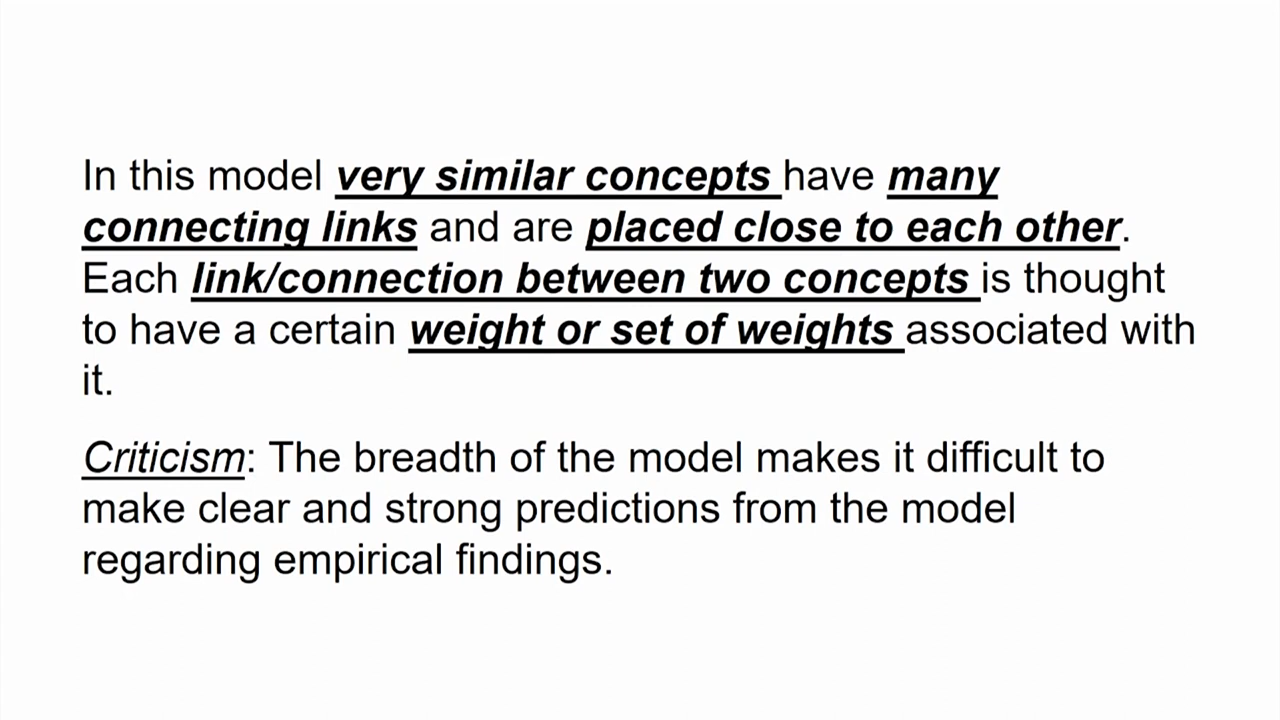 In this model very similar concepts have many
connecting links and are placed close to each other.
Each link/connection between two concepts is thought
to have a certain weight or set of weights associated with
it.
Criticism: The breadth of the model makes it difficult to
make clear and strong predictions from the model
regarding empirical findings.